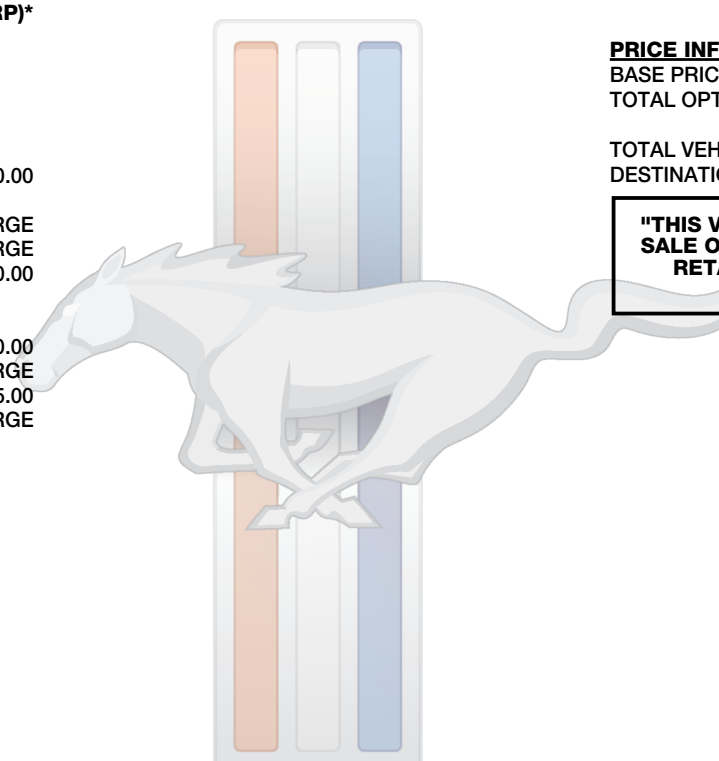 RP)*
0.00
RGE
RGE
0.00
0.00
RGE
5.00
RGE
PRICE INF
BASE PRIC
TOTAL OPT
TOTAL VEH
DESTINATIO
"THIS V
SALE O
RETA